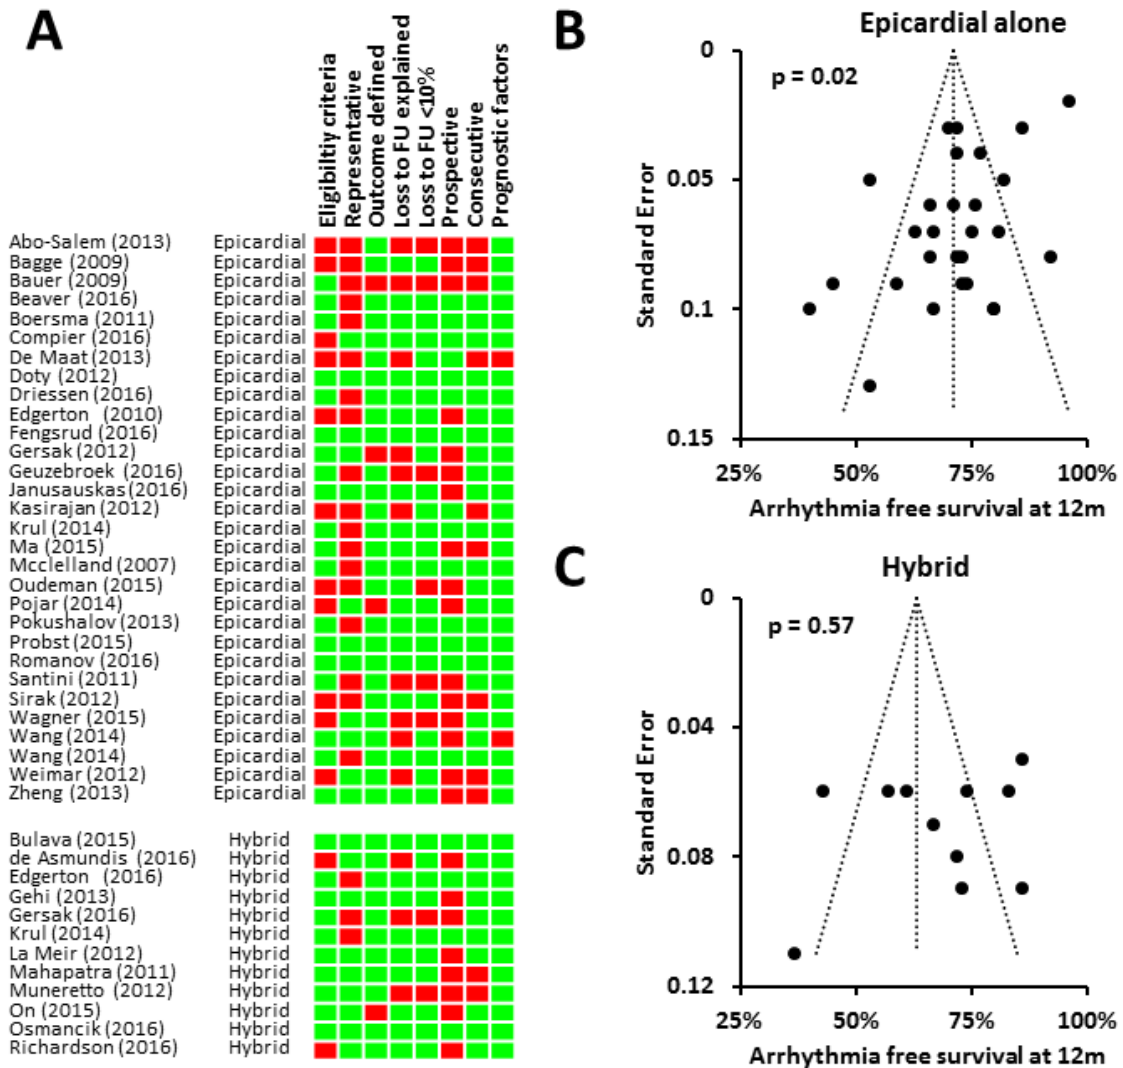 A
Eligibiltiy criteria
Representative
Outcome defined
Loss to FU explained
Loss to FU <10%
Prospective
Consecutive
Prognostic factors
Abo-Salem (2013) Epicardial
Bagge (2009) Epicardial
Bauer (2009) Epicardial
Beaver (2016) Epicardial
Boersma (2011) Epicardial
Compier (2016) Epicardial
De Maat (2013) Epicardial
Doty (2012) Epicardial
Driessen (2016) Epicardial
Edgerton (2010) Epicardial
Fengsrud (2016) Epicardial
Gersak (2012) Epicardial
Geuzebroek (2016) Epicardial
Janusauskas (2016) Epicardial
Kasirajan (2012) Epicardial
Krul (2014) Epicardial
Ma (2015) Epicardial
Mcclelland (2007) Epicardial
Oudeman (2015) Epicardial
Pojar (2014) Epicardial
Pokushalov (2013) Epicardial
Probst (2015) Epicardial
Romanov (2016) Epicardial
Santini (2011) Epicardial
Sirak (2012) Epicardial
Wagner (2015) Epicardial
Wang (2014) Epicardial
Wang (2014) Epicardial
Weimar (2012) Epicardial
Zheng (2013) Epicardial
Bulava (2015) Hybrid
de Asmundis (2016) Hybrid
Edgerton (2016) Hybrid
Gehi (2013) Hybrid
Gersak (2016) Hybrid
Krul (2014) Hybrid
La Meir (2012) Hybrid
Mahapatra (2011) Hybrid
Muneretto (2012) Hybrid
On (2015) Hybrid
Osmancik (2016) Hybrid
Richardson (2016) Hybrid
B
Epicardial alone
p = 0.02
Standard Error
0
0.05
0.1
0.15
25% 50% 75% 100%
Arrhythmia free survival at 12m
C
Hybrid
p = 0.57
Standard Error
0
0.04
0.08
0.12
25% 50% 75% 100%
Arrhythmia free survival at 12m